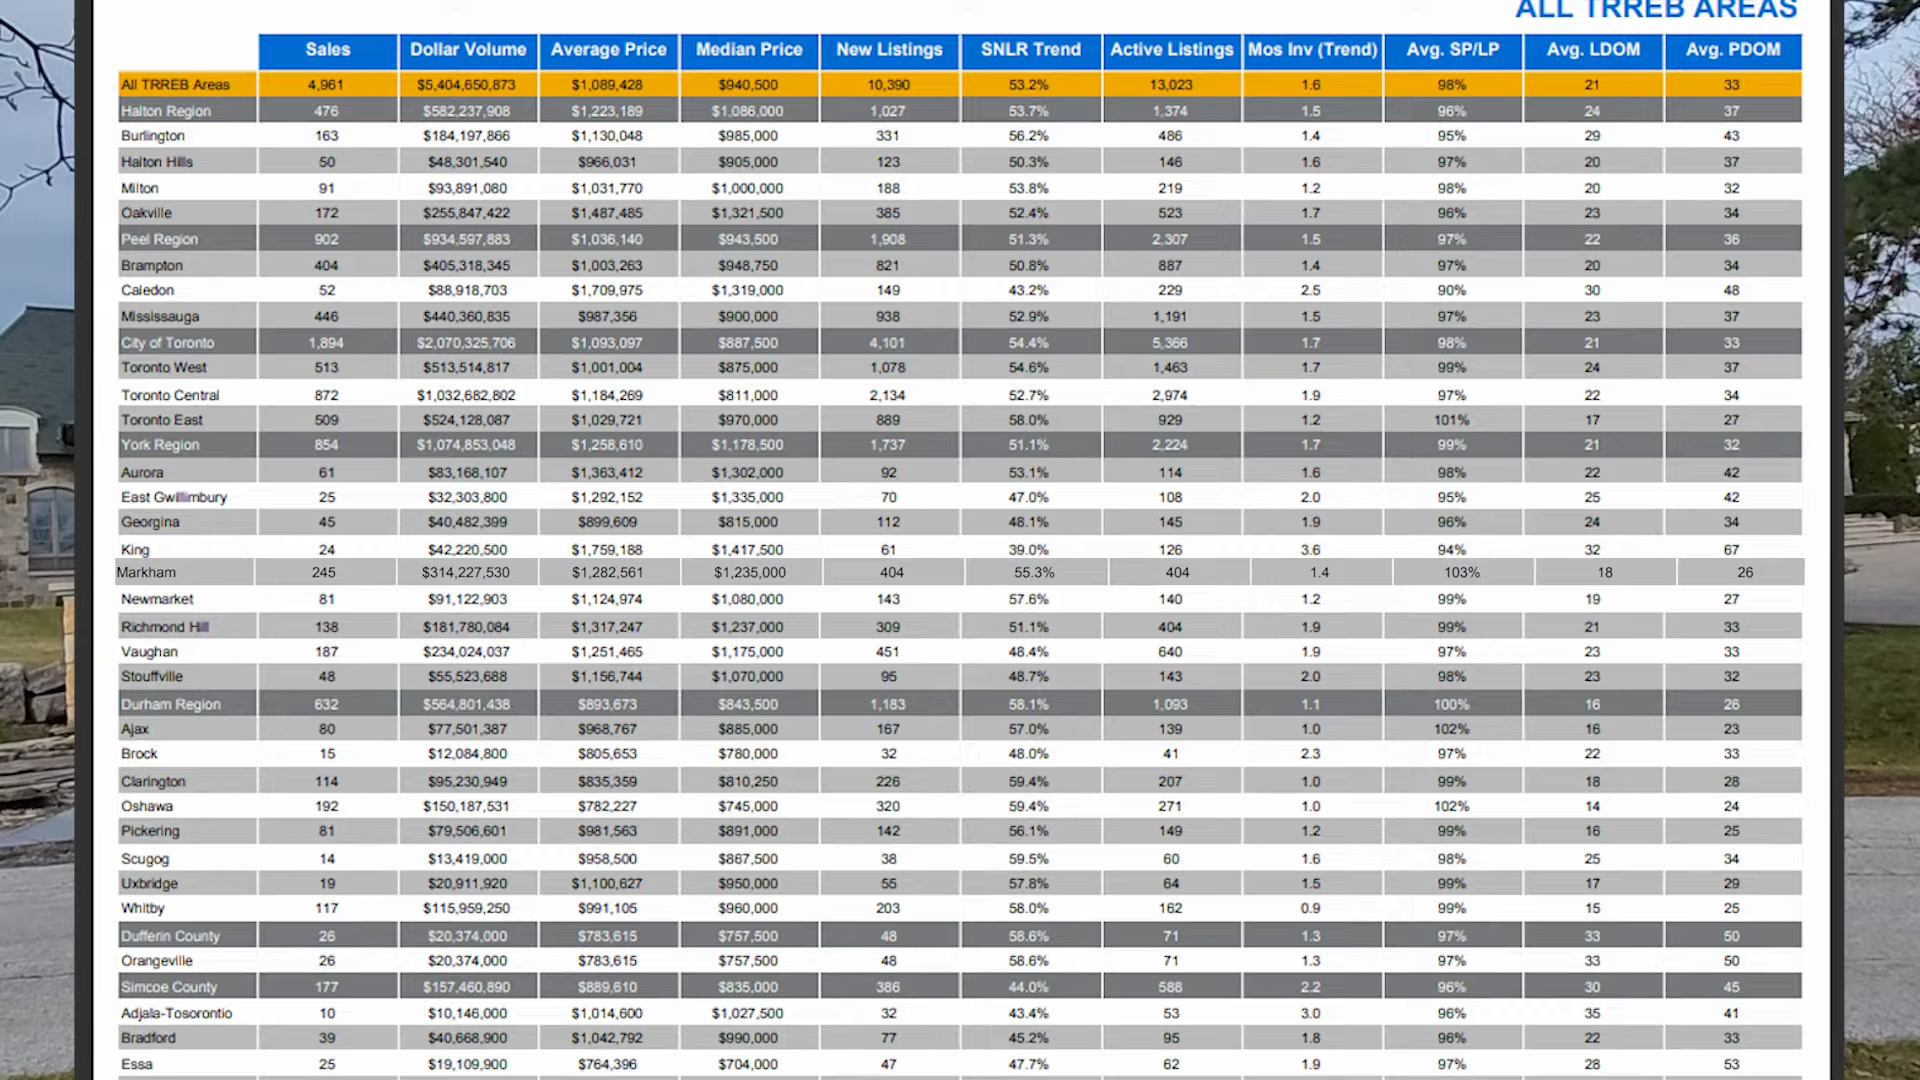 ALL TRREB AREAS
Sales Dollar Volume Average Price Median Price New Listings SNLR Trend Active Listings Mos Inv (Trend) Avg. SP/LP Avg. LDOM Avg. PDOM
All TRREB Areas 4,961 $5,404,650,873 $1,089,428 $940,500 10,390 53.2% 13,023 1.6 98% 21 33
Halton Region 476 $582,237,908 $1,223,189 $1,086,000 1,027 53.7% 1,374 1.5 96% 24 37
Burlington 163 $184,197,866 $1,130,048 $985,000 331 56.2% 486 1.4 95% 29 43
Halton Hills 50 $48,301,540 $966,031 $905,000 123 50.3% 146 1.6 97% 20 37
Milton 91 $93,891,080 $1,031,770 $1,000,000 188 53.8% 219 1.2 98% 20 32
Oakville 172 $255,847,422 $1,487,485 $1,321,500 385 52.4% 523 1.7 96% 23 34
Peel Region 902 $934,597,883 $1,036,140 $943,500 1,908 51.3% 2,307 1.5 97% 22 36
Brampton 404 $405,318,345 $1,003,263 $948,750 821 50.8% 887 1.4 97% 20 34
Caledon 52 $88,918,703 $1,709,975 $1,319,000 149 43.2% 229 2.5 90% 30 48
Mississauga 446 $440,360,835 $987,356 $900,000 938 52.9% 1,191 1.5 97% 23 37
City of Toronto 1,894 $2,070,325,706 $1,093,097 $887,500 4,101 54.4% 5,366 1.7 98% 21 33
Toronto West 513 $513,514,817 $1,001,004 $875,000 1,078 54.6% 1,463 1.7 99% 24 37
Toronto Central 872 $1,032,682,802 $1,184,269 $811,000 2,134 52.7% 2,974 1.9 97% 22 34
Toronto East 509 $524,128,087 $1,029,721 $970,000 889 58.0% 929 1.2 101% 17 27
York Region 854 $1,074,853,048 $1,258,610 $1,178,500 1,737 51.1% 2,224 1.7 99% 21 32
Aurora 61 $83,168,107 $1,363,412 $1,302,000 92 53.1% 114 1.6 98% 22 42
East Gwillimbury 25 $32,303,800 $1,292,152 $1,335,000 70 47.0% 108 2.0 95% 25 42
Georgina 45 $40,482,399 $899,609 $815,000 112 48.1% 145 1.9 96% 24 34
King 24 $42,220,500 $1,759,188 $1,417,500 61 39.0% 126 3.6 94% 32 67
Markham 245 $314,227,530 $1,282,561 $1,235,000 404 55.3% 404 1.4 103% 18 26
Newmarket 81 $91,122,903 $1,124,974 $1,080,000 143 57.6% 140 1.2 99% 19 27
Richmond Hill 138 $181,780,084 $1,317,247 $1,237,000 309 51.1% 404 1.9 99% 21 33
Vaughan 187 $234,024,037 $1,251,465 $1,175,000 451 48.4% 640 1.9 97% 23 33
Stouffville 48 $55,523,688 $1,156,744 $1,070,000 95 48.7% 143 2.0 98% 23 32
Durham Region 632 $564,801,438 $893,673 $843,500 1,183 58.1% 1,093 1.1 100% 16 26
Ajax 80 $77,501,387 $968,767 $885,000 167 57.0% 139 1.0 102% 16 23
Brock 15 $12,084,800 $805,653 $780,000 32 48.0% 41 2.3 97% 22 33
Clarington 114 $95,230,949 $835,359 $810,250 226 59.4% 207 1.0 99% 18 28
Oshawa 192 $150,187,531 $782,227 $745,000 320 59.4% 271 1.0 102% 14 24
Pickering 81 $79,506,601 $981,563 $891,000 142 56.1% 149 1.2 99% 16 25
Scugog 14 $13,419,000 $958,500 $867,500 38 59.5% 60 1.6 98% 25 34
Uxbridge 19 $20,911,920 $1,100,627 $950,000 55 57.8% 64 1.5 99% 17 29
Whitby 117 $115,959,250 $991,105 $960,000 203 58.0% 162 0.9 99% 15 25
Dufferin County 26 $20,374,000 $783,615 $757,500 48 58.6% 71 1.3 97% 33 50
Orangeville 26 $20,374,000 $783,615 $757,500 48 58.6% 71 1.3 97% 33 50
Simcoe County 177 $157,460,890 $889,610 $835,000 386 44.0% 588 2.2 96% 30 45
Adjala-Tosorontio 10 $10,146,000 $1,014,600 $1,027,500 32 43.4% 53 3.0 96% 35 41
Bradford 39 $40,668,900 $1,042,792 $990,000 77 45.2% 95 1.8 96% 22 33
Essa 25 $19,109,900 $764,396 $704,000 47 47.7% 62 1.9 97% 28 53